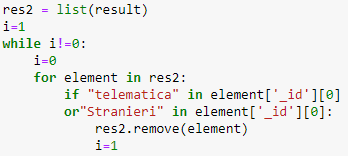 res2 = list(result)
i=1
while i!=0:
    i=0
    for element in res2:
        if "telematica" in element['_id'][0]
        or"Stranieri" in element['_id'][0]:
            res2.remove(element)
            i=1